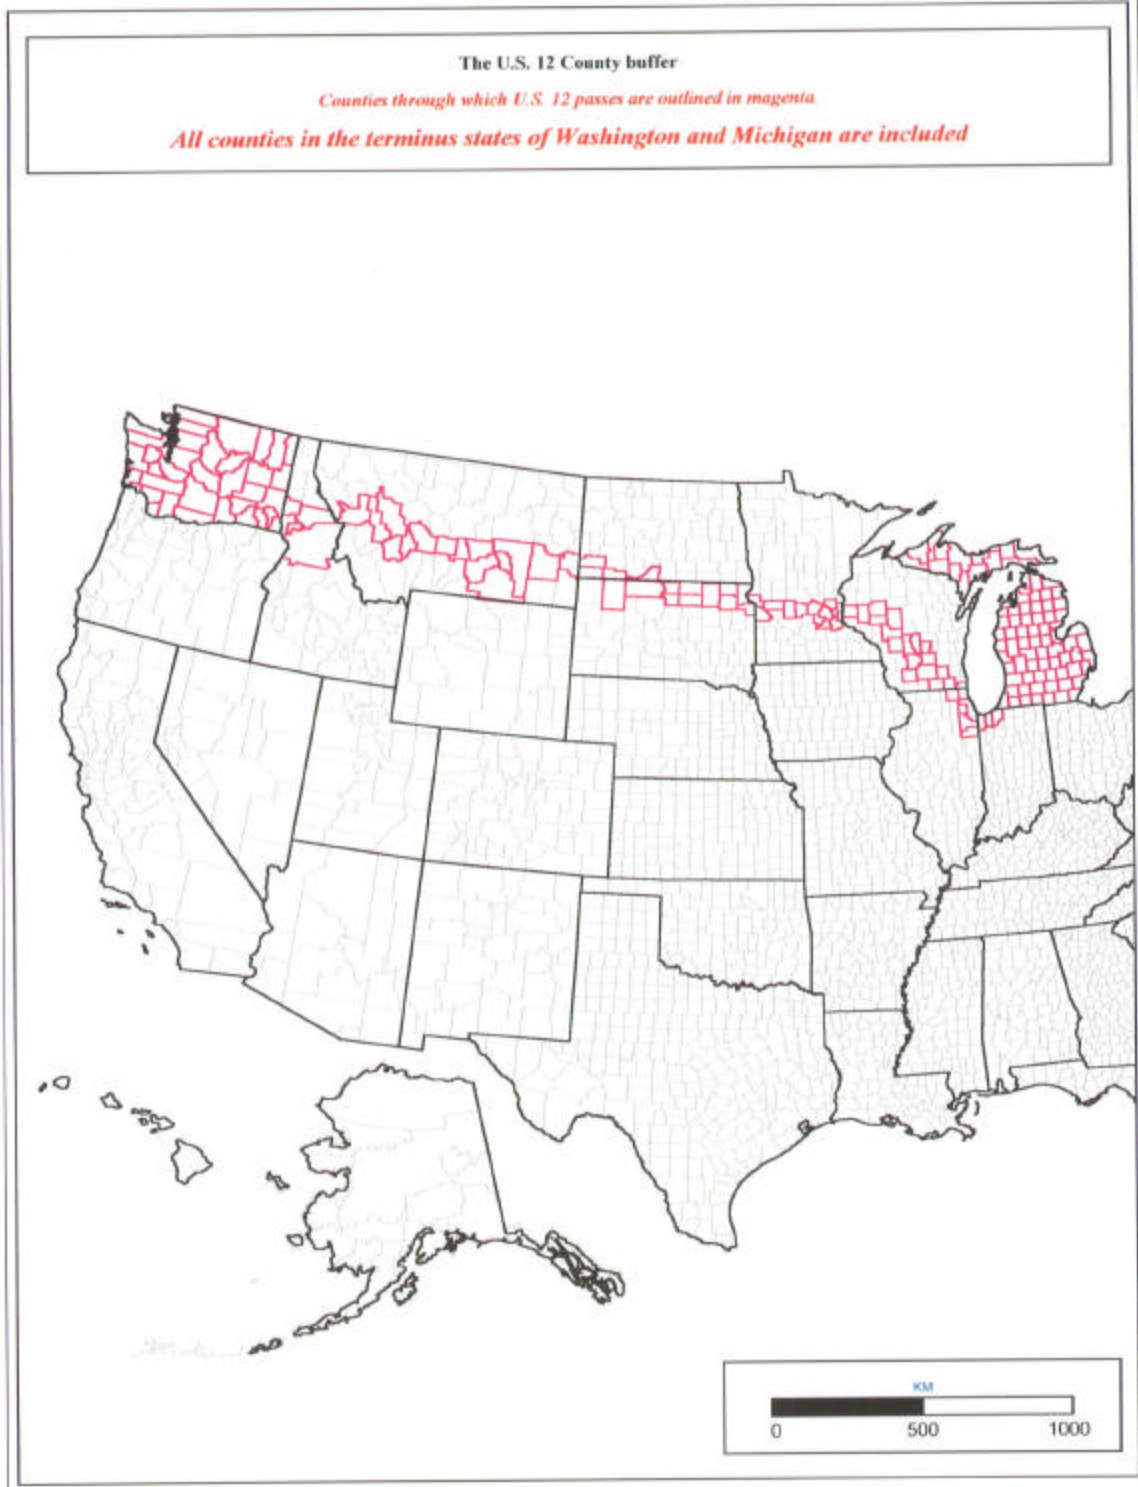 The U.S. 12 County buffer
Counties through which U.S. 12 passes are outlined in magenta
All counties in the terminus states of Washington and Michigan are included
KM
0 500 1000